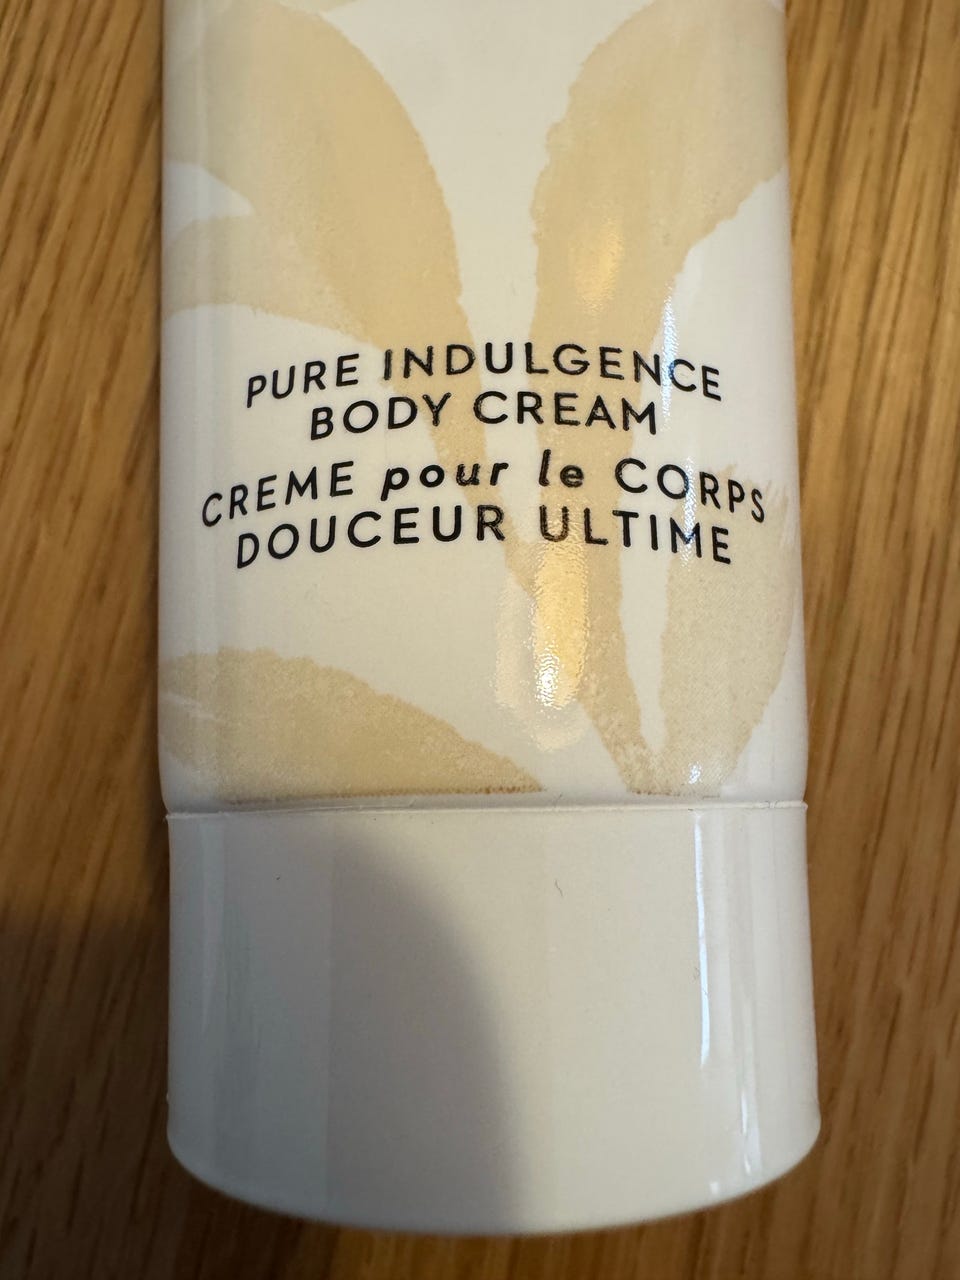 PURE INDULGENCE
BODY CREAM
CREME pour le CORPS
DOUCEUR ULTIME